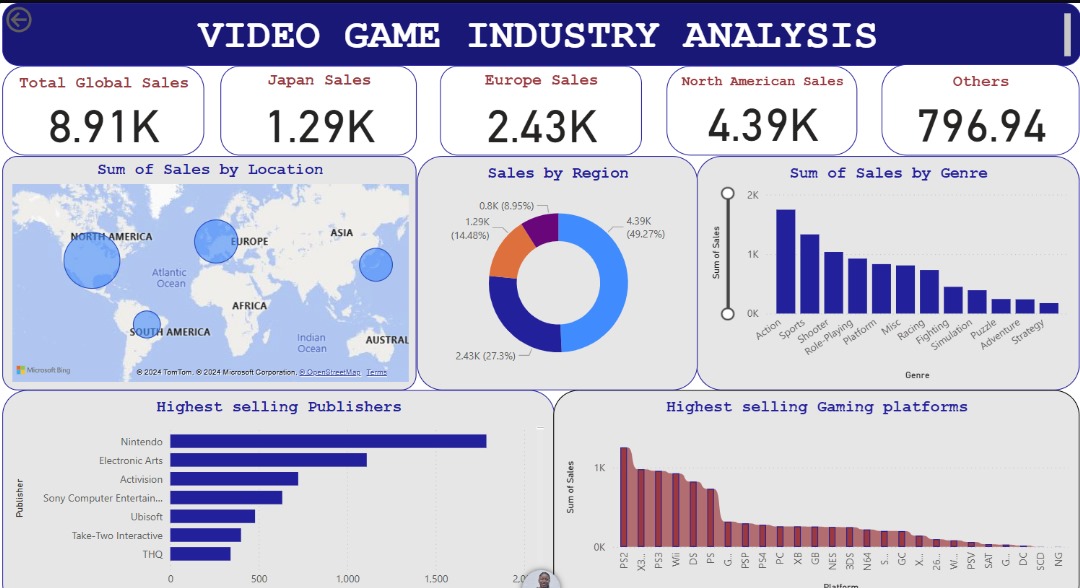 VIDEO GAME INDUSTRY ANALYSIS
Total Global Sales
8.91K
Japan Sales
1.29K
Europe Sales
2.43K
North American Sales
4.39K
Others
796.94
Sum of Sales by Location
NORTH AMERICA
EUROPE
ASIA
Atlantic
Ocean
AFRICA
SOUTH AMERICA
Indian
Ocean
AUSTRAL
Microsoft Bing
© 2024 TomTom, © 2024 Microsoft Corporation, © OpenStreetMap Terms
Sales by Region
0.8K (8.95%)
1.29K
(14.48%)
4.39K
(49.27%)
2.43K (27.3%)
Sum of Sales by Genre
Sum of Sales
2K
1K
0K
Action
Sports
Shooter
Role-Playing
Platform
Misc
Racing
Fighting
Simulation
Puzzle
Adventure
Strategy
Genre
Highest selling Publishers
Publisher
Nintendo
Electronic Arts
Activision
Sony Computer Entertain...
Ubisoft
Take-Two Interactive
THQ
0
500
1,000
1,500
2,0
Highest selling Gaming platforms
Sum of Sales
1K
0K
PS2
X3...
PS3
Wii
DS
PS
G...
PSP
PS4
PC
XB
GB
NES
3DS
N64
S...
GC
X...
26...
W...
PSV
SAT
G...
DC
SCD
NG
Platform